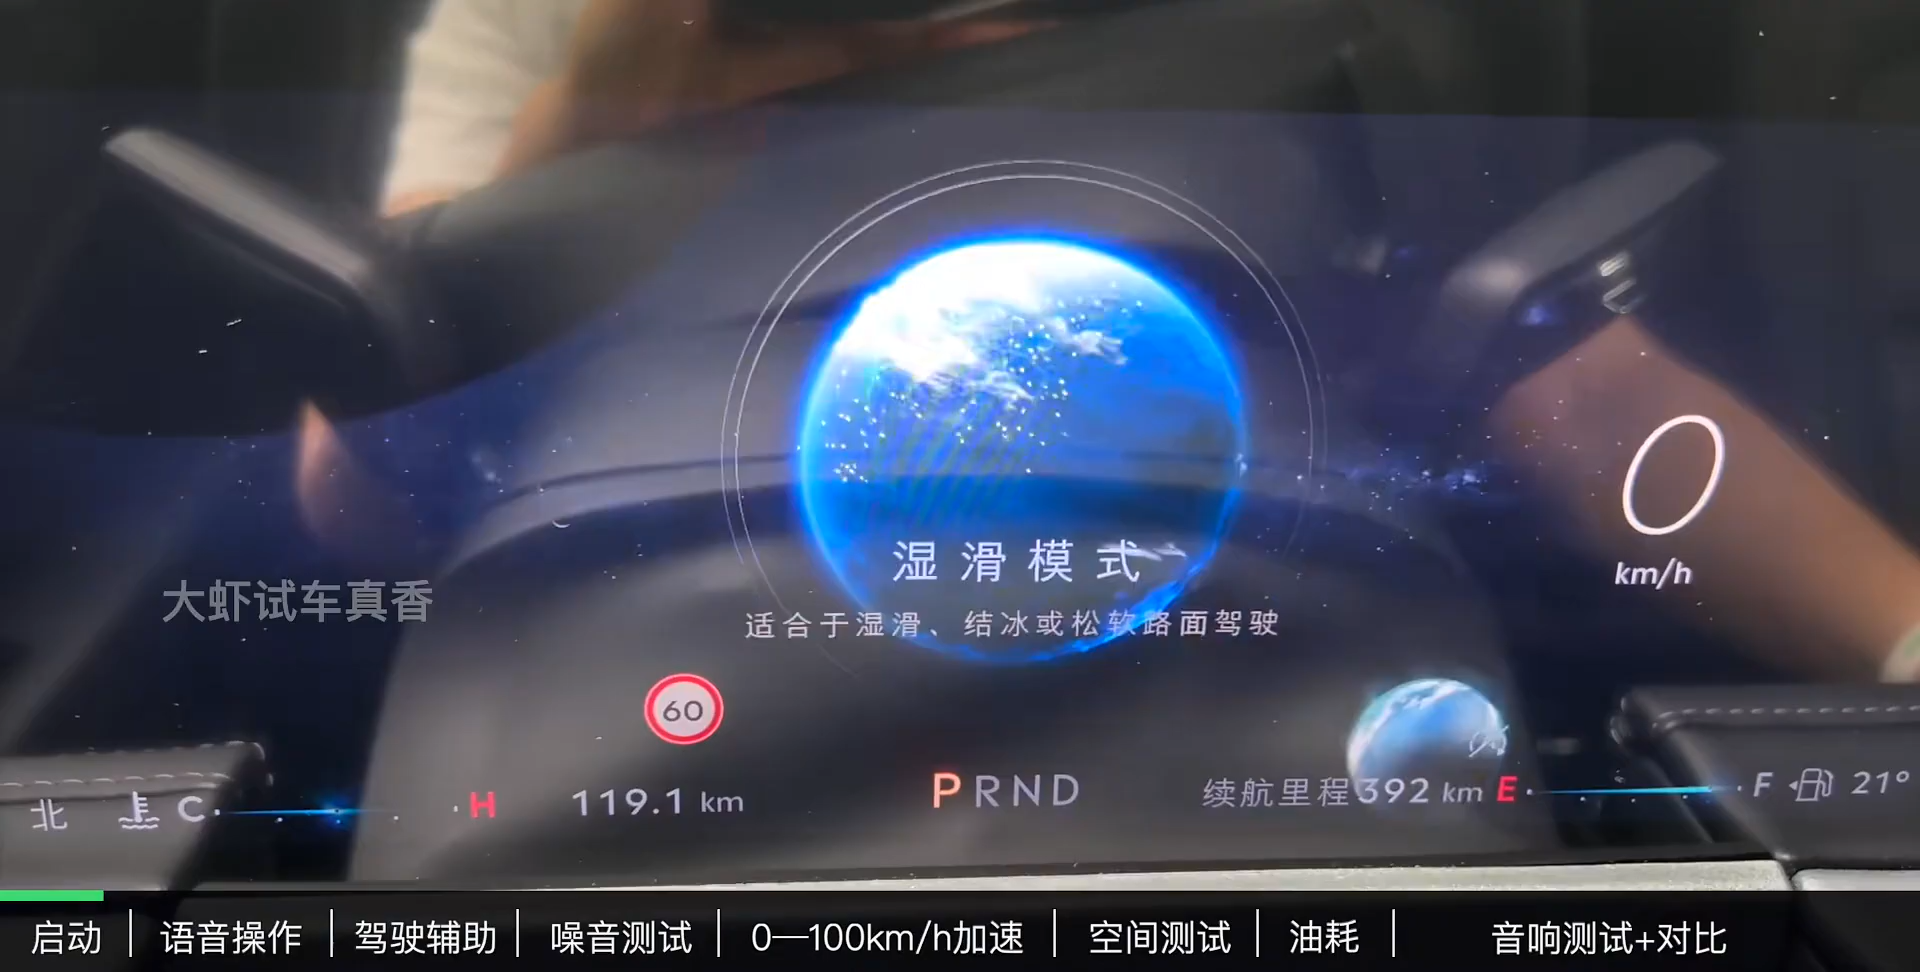 0
km/h
湿滑模式
大虾试车真香
适合于湿滑、结冰或松软路面驾驶
60
北 C H 119.1 km PRND 续航里程392 km E F 21°
启动 语音操作 驾驶辅助 噪音测试 0—100km/h加速 空间测试 油耗 音响测试+对比